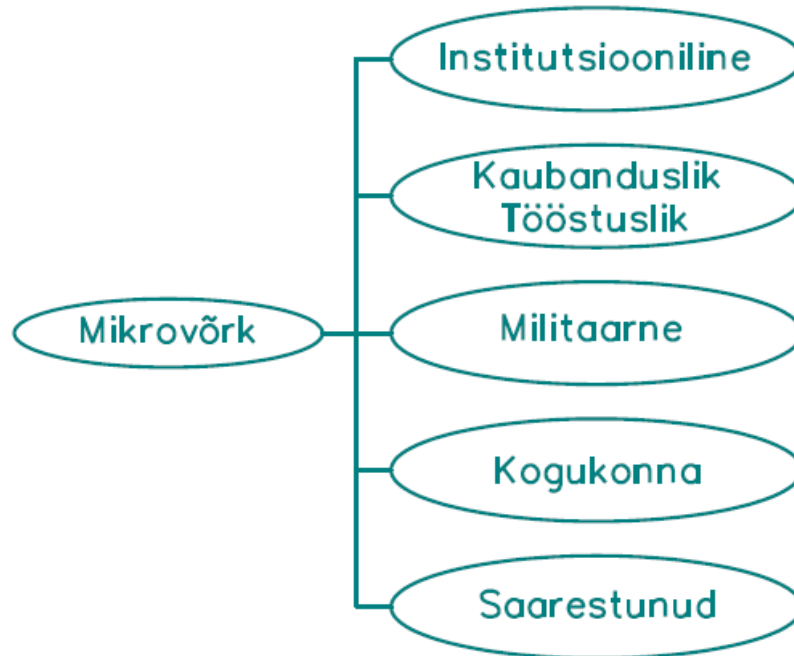 Institutsiooniline
Kaubanduslik
Tööstuslik
Mikrovõrk
Militaarne
Kogukonna
Saarestunud